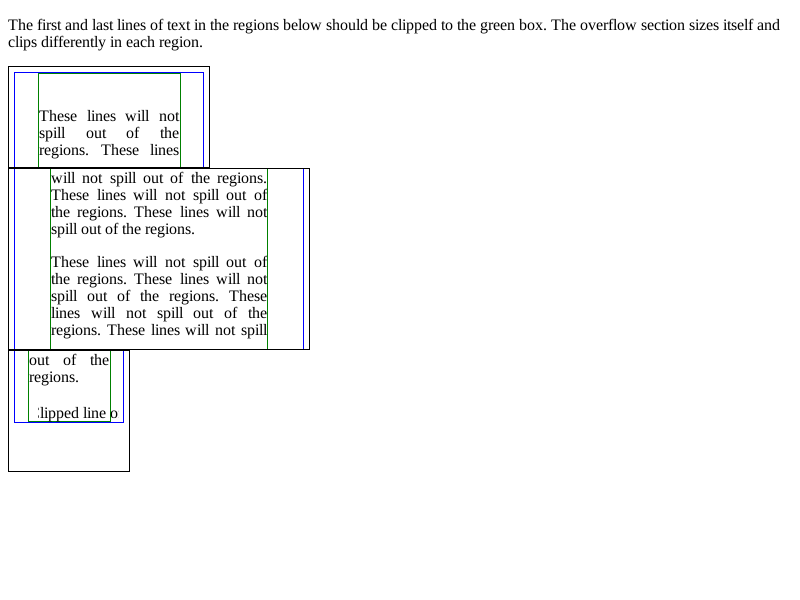 The first and last lines of text in the regions below should be clipped to the green box. The overflow section sizes itself and
clips differently in each region.
These lines will not
spill out of the
regions. These lines
will not spill out of the regions.
These lines will not spill out of
the regions. These lines will not
spill out of the regions.
These lines will not spill out of
the regions. These lines will not
spill out of the regions. These
lines will not spill out of the
regions. These lines will not spill
out of the
regions.
lipped line o